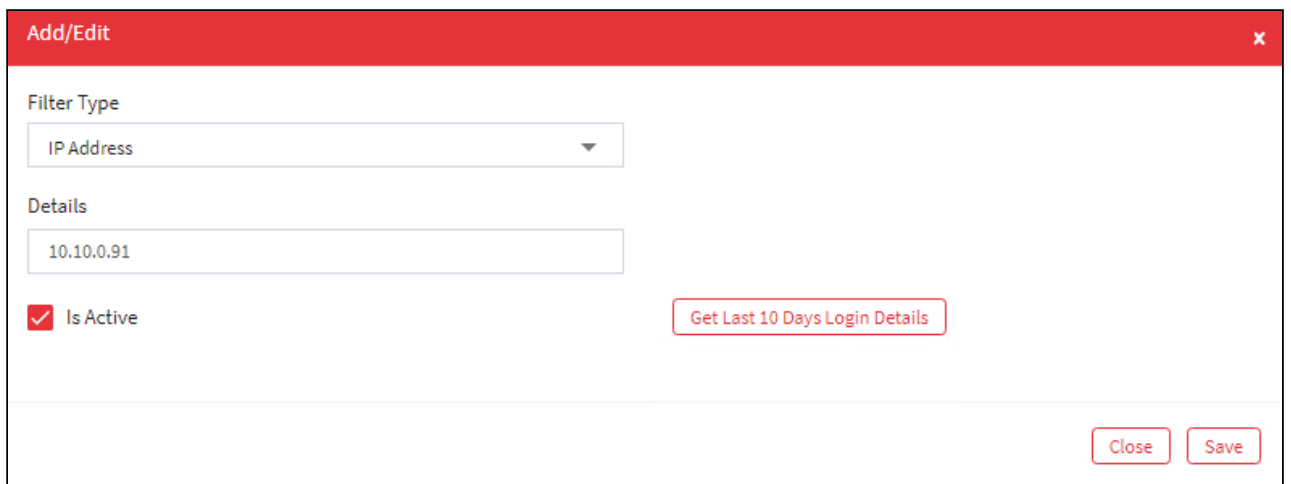 Add/Edit x
Filter Type
IP Address
Details
10.10.0.91
Is Active Get Last 10 Days Login Details
Close Save